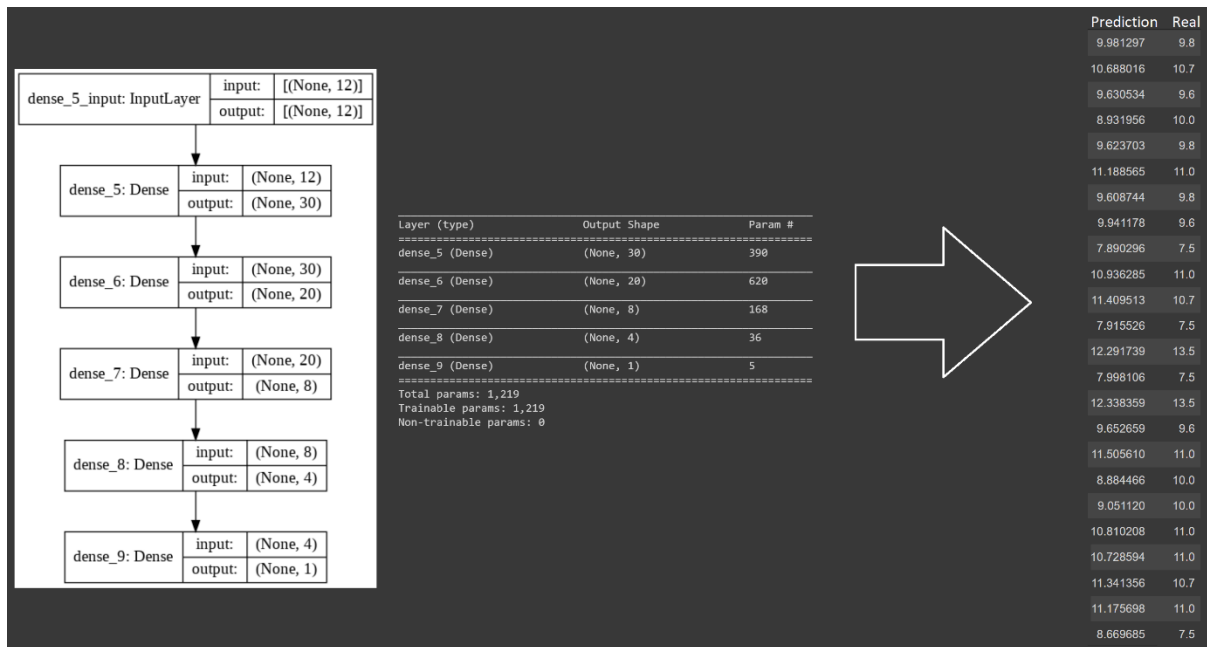 dense_5_input: InputLayer input: [(None, 12)]
output: [(None, 12)]
dense_5: Dense input: (None, 12)
output: (None, 30)
dense_6: Dense input: (None, 30)
output: (None, 20)
dense_7: Dense input: (None, 20)
output: (None, 8)
dense_8: Dense input: (None, 8)
output: (None, 4)
dense_9: Dense input: (None, 4)
output: (None, 1)
Layer (type) Output Shape Param #
dense_5 (Dense) (None, 30) 390
dense_6 (Dense) (None, 20) 620
dense_7 (Dense) (None, 8) 168
dense_8 (Dense) (None, 4) 36
dense_9 (Dense) (None, 1) 5
Total params: 1,219
Trainable params: 1,219
Non-trainable params: 0
Prediction Real
9.981297 9.8
10.688016 10.7
9.630534 9.6
8.931956 10.0
9.623703 9.8
11.188565 11.0
9.608744 9.8
9.941178 9.6
7.890296 7.5
10.936285 11.0
11.409513 10.7
7.915526 7.5
12.291739 13.5
7.998106 7.5
12.338359 13.5
9.652659 9.6
11.505610 11.0
8.884466 10.0
9.051120 10.0
10.810208 11.0
10.728594 11.0
11.341356 10.7
11.175698 11.0
8.669685 7.5